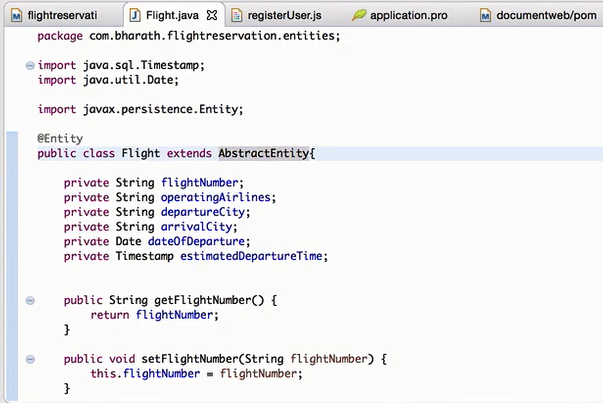 flightreservati
Flight.java
registerUser.js
application.pro
documentweb/pom
package com.bharath.flightreservation.entities;
import java.sql.Timestamp;
import java.util.Date;
import javax.persistence.Entity;
@Entity
public class Flight extends AbstractEntity{
private String flightNumber;
private String operatingAirlines;
private String departureCity;
private String arrivalCity;
private Date dateOfDeparture;
private Timestamp estimatedDepartureTime;
public String getFlightNumber() {
return flightNumber;
}
public void setFlightNumber(String flightNumber) {
this.flightNumber = flightNumber;
}